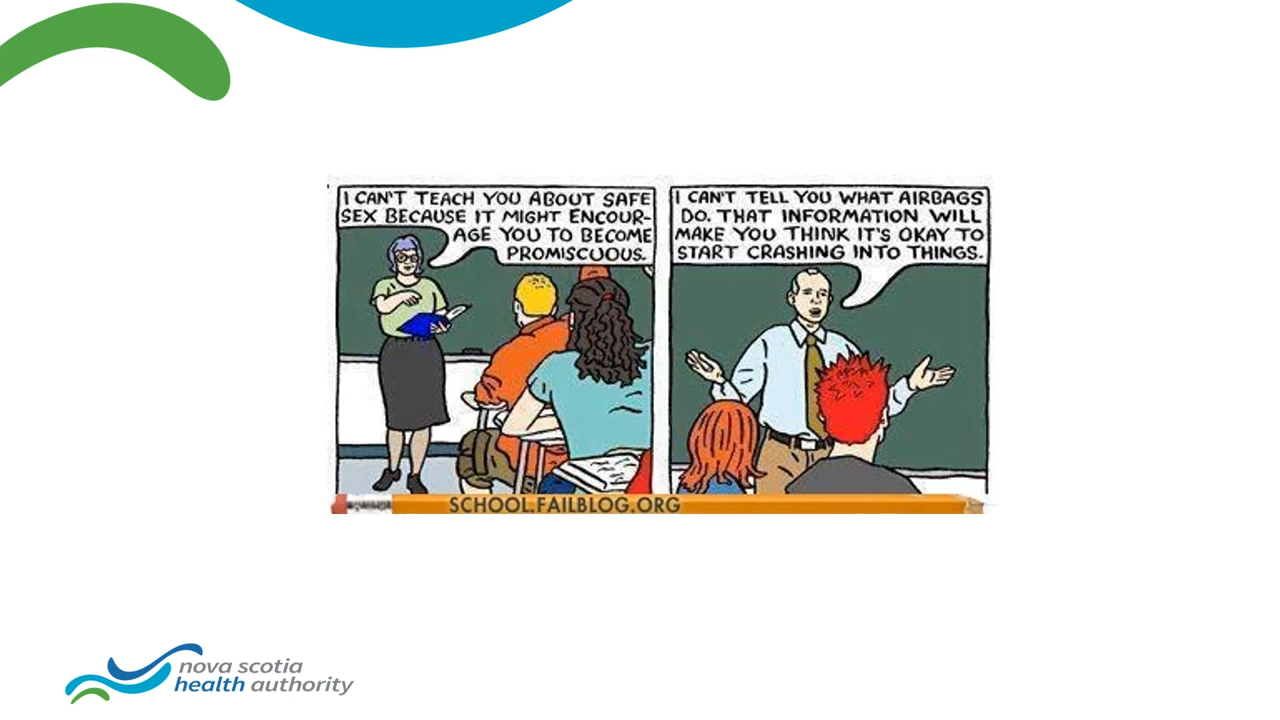 I CAN'T TEACH YOU ABOUT SAFE
SEX BECAUSE IT MIGHT ENCOUR-
AGE YOU TO BECOME
PROMISCUOUS.
I CAN'T TELL YOU WHAT AIRBAGS
DO. THAT INFORMATION WILL
MAKE YOU THINK IT'S OKAY TO
START CRASHING INTO THINGS.
SCHOOL.FAILBLOG.ORG
nova scotia
health authority